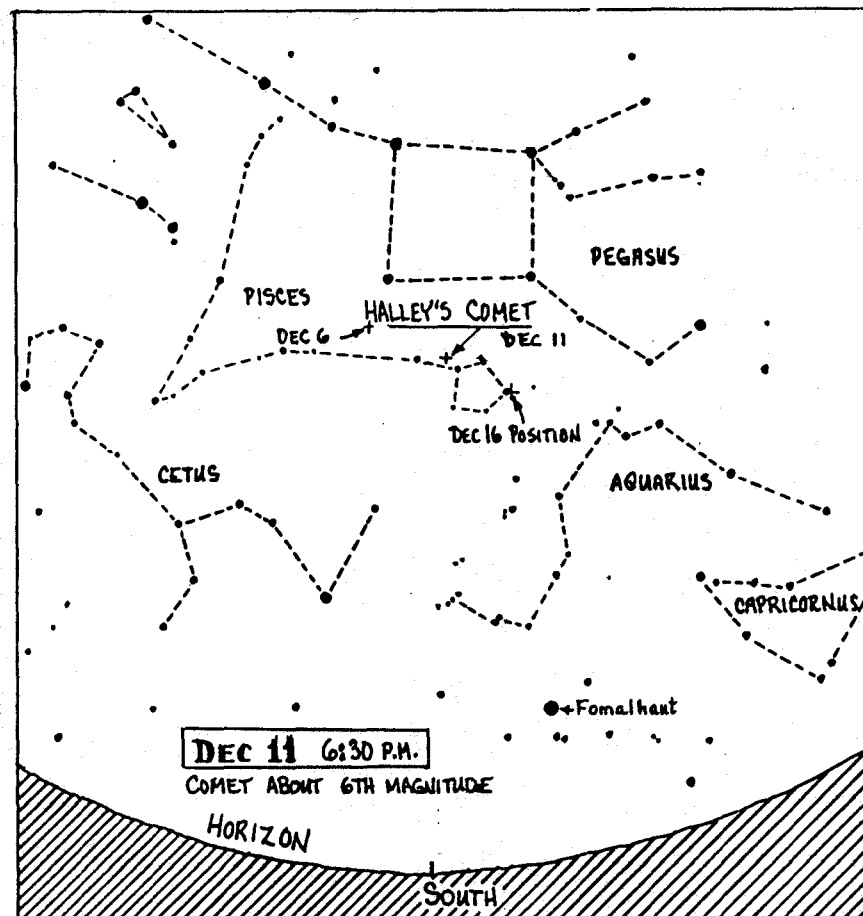 PEGASUS
PISCES
HALLEY'S COMET
DEC 6
DEC 11
DEC 16 POSITION
CETUS
AQUARIUS
CAPRICORNUS
Fomalhaut
DEC 11 6:30 P.M.
COMET ABOUT 6TH MAGNITUDE
HORIZON
SOUTH